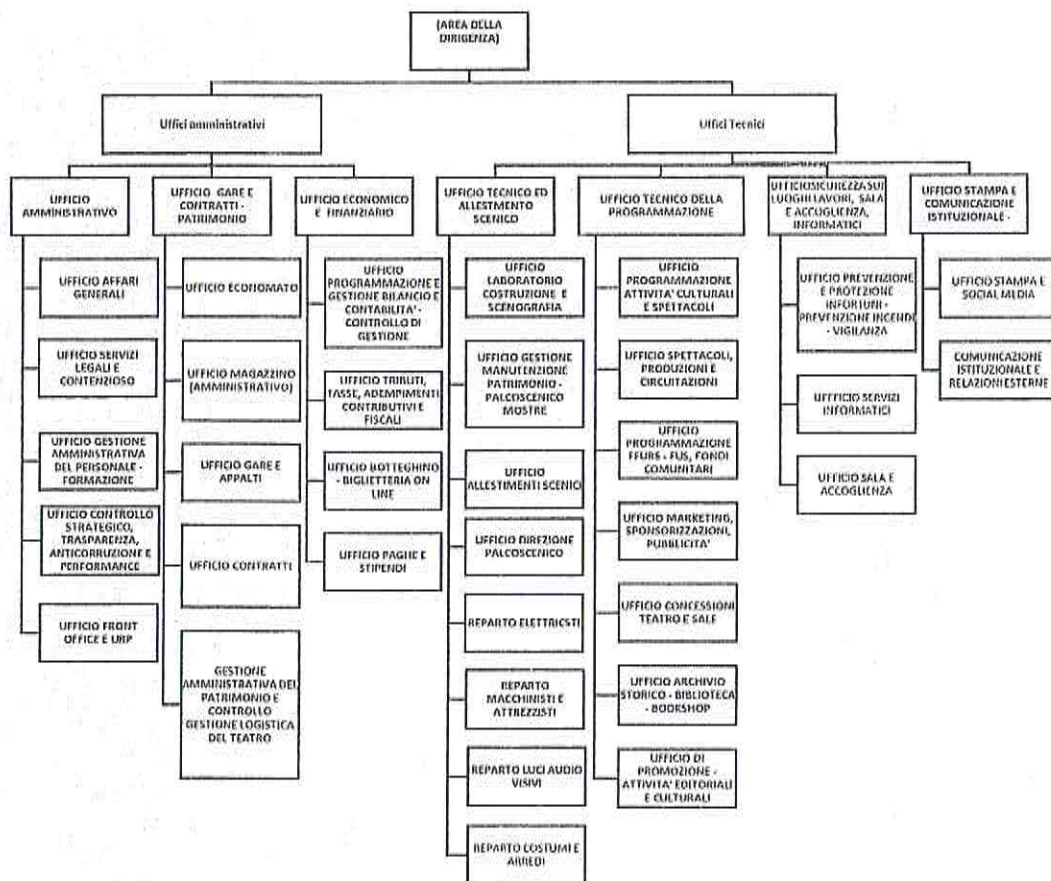 (AREA DELLA
DIRIGENZA)
Uffici amministrativi
Uffici Tecnici
UFFICIO
AMMINISTRATIVO
UFFICIO GARE E
CONTRATTI -
PATRIMONIO
UFFICIO ECONOMICO
E FINANZIARIO
UFFICIO TECNICO ED
ALLESTMENTO
SCENICO
UFFICIO TECNICO DELLA
PROGRAMMAZIONE
UFFICIOSICUREZZA SUI
LUOGHI LAVORI, SALA
E ACCOGLIENZA,
INFORMATICI
UFFICIO STAMPA E
COMUNICAZIONE
ISTITUZIONALE -
UFFICIO AFFARI
GENERALI
UFFICIO SERVIZI
LEGALI E
CONTENZIOSO
UFFICIO GESTIONE
AMMINISTRATIVA
DEL PERSONALE -
FORMAZIONE
UFFICIO CONTROLLO
STRATEGICO,
TRASPARENZA,
ANTICORRUZIONE E
PERFORMANCE
UFFICIO FRONT
OFFICE E URP
UFFICIO ECONOMATO
UFFICIO MAGAZZINO
(AMMINISTRATIVO)
UFFICIO GARE E
APPALTI
UFFICIO CONTRATTI
GESTIONE
AMMINISTRATIVA DEL
PATRIMONIO E
CONTROLLO
GESTIONE LOGISTICA
DEL TEATRO
UFFICIO
PROGRAMMAZIONE E
GESTIONE BILANCIO E
CONTABILITA' -
CONTROLLO DI
GESTIONE
UFFICIO TRIBUTI,
TASSE, ADEMPIMENTI
CONTRIBUTIVI E
FISCALI
UFFICIO BOTTEGHINO
- BIGLIETTERIA ON
LINE
UFFICIO PAGHE E
STIPENDI
UFFICIO
LABORATORIO
COSTRUZIONE E
SCENOGRAFIA
UFFICIO GESTIONE
MANUTENZIONE
PATRIMONIO -
PALCOSCENICO
MOSTRE
UFFICIO
ALLESTIMENTI SCENICI
UFFICIO DIREZIONE
PALCOSCENICO
REPARTO ELETTRICSTI
REPARTO
MACCHINISTI E
ATTREZZISTI
REPARTO LUCI AUDIO
VISIVI
REPARTO COSTUMI E
ARREDI
UFFICIO
PROGRAMMAZIONE
ATTIVITA' CULTURALI
E SPETTACOLI
UFFICIO SPETTACOLI,
PRODUZIONI E
CIRCUITAZIONI
UFFICIO
PROGRAMMAZIONE
FFURS - FUS, FONDI
COMUNITARI
UFFICIO MARKETING,
SPONSORIZZAZIONI,
PUBBLICITA'
UFFICIO CONCESSIONI
TEATRO E SALE
UFFICIO ARCHIVIO
STORICO - BIBLIOTECA
- BOOKSHOP
UFFICIO DI
PROMOZIONE -
ATTIVITA' EDITORIALI
E CULTURALI
UFFICIO PREVENZIONE
E PROTEZIONE
INFORTUNI -
PREVENZIONE INCENDI
- VIGILANZA
UFFFICIO SERVIZI
INFORMATICI
UFFICIO SALA E
ACCOGLIENZA
UFFICIO STAMPA E
SOCIAL MEDIA
COMUNICAZIONE
ISTITUZIONALE E
RELAZIONI ESTERNE